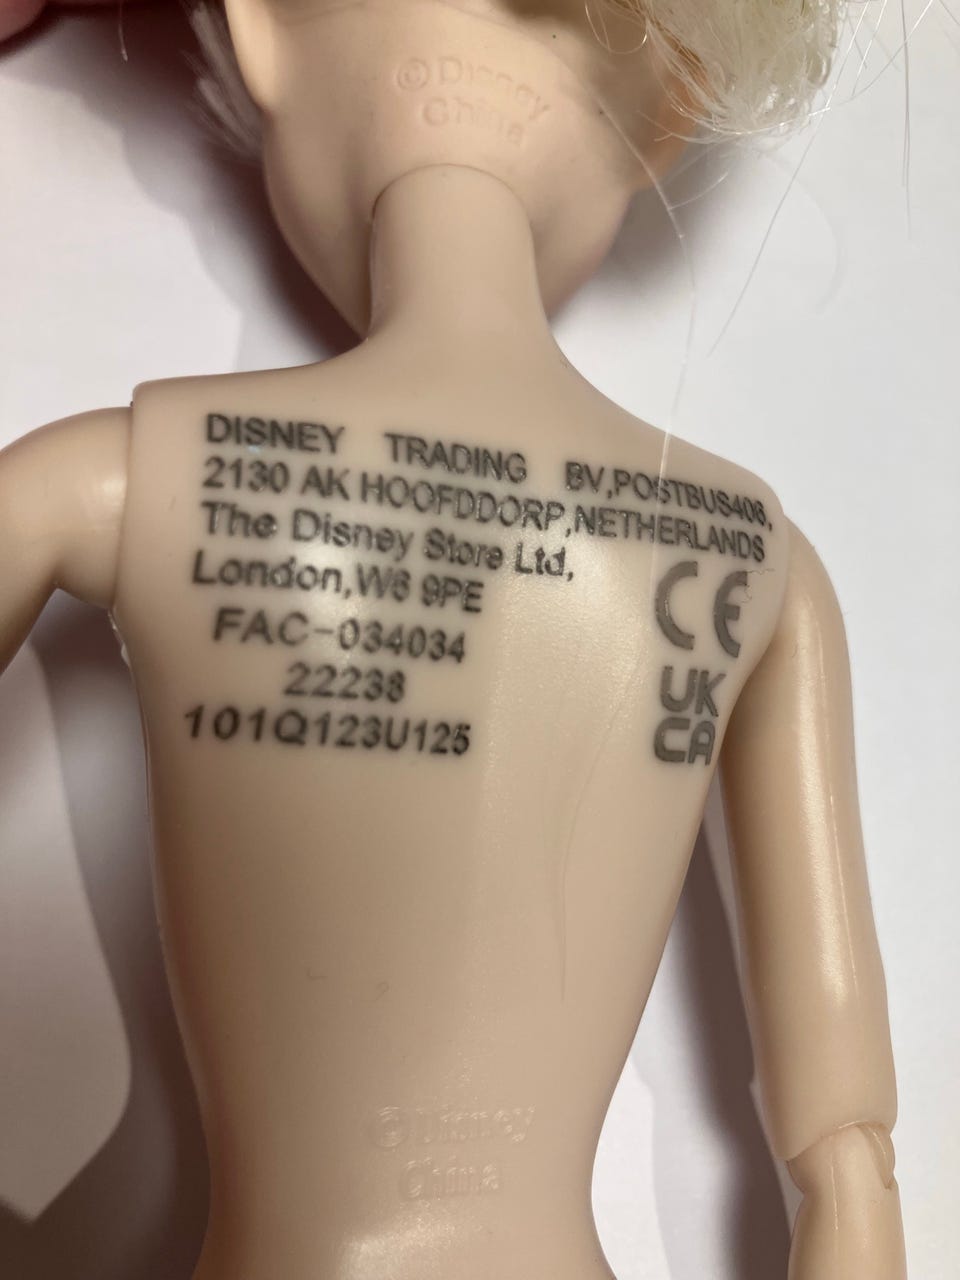 ©Disney
China
DISNEY TRADING BV,POSTBUS406,
2130 AK HOOFDDORP,NETHERLANDS
The Disney Store Ltd,
London,W6 9PE
FAC-034034
22238
101Q123U125
CE
UK
CA
©Disney
China